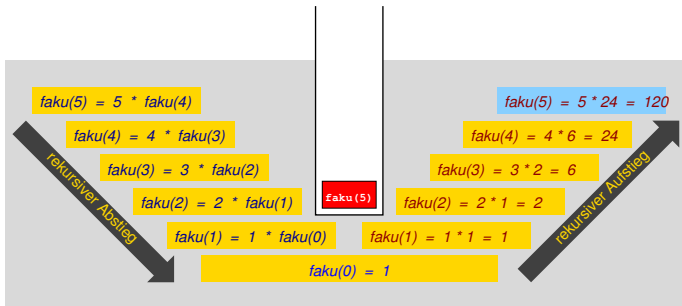 faku(5) = 5 * faku(4)
faku(4) = 4 * faku(3)
faku(3) = 3 * faku(2)
faku(2) = 2 * faku(1)
faku(1) = 1 * faku(0)
faku(0) = 1
rekursiver Abstieg
faku(5)
faku(5) = 5 * 24 = 120
faku(4) = 4 * 6 = 24
faku(3) = 3 * 2 = 6
faku(2) = 2 * 1 = 2
faku(1) = 1 * 1 = 1
rekursiver Aufstieg